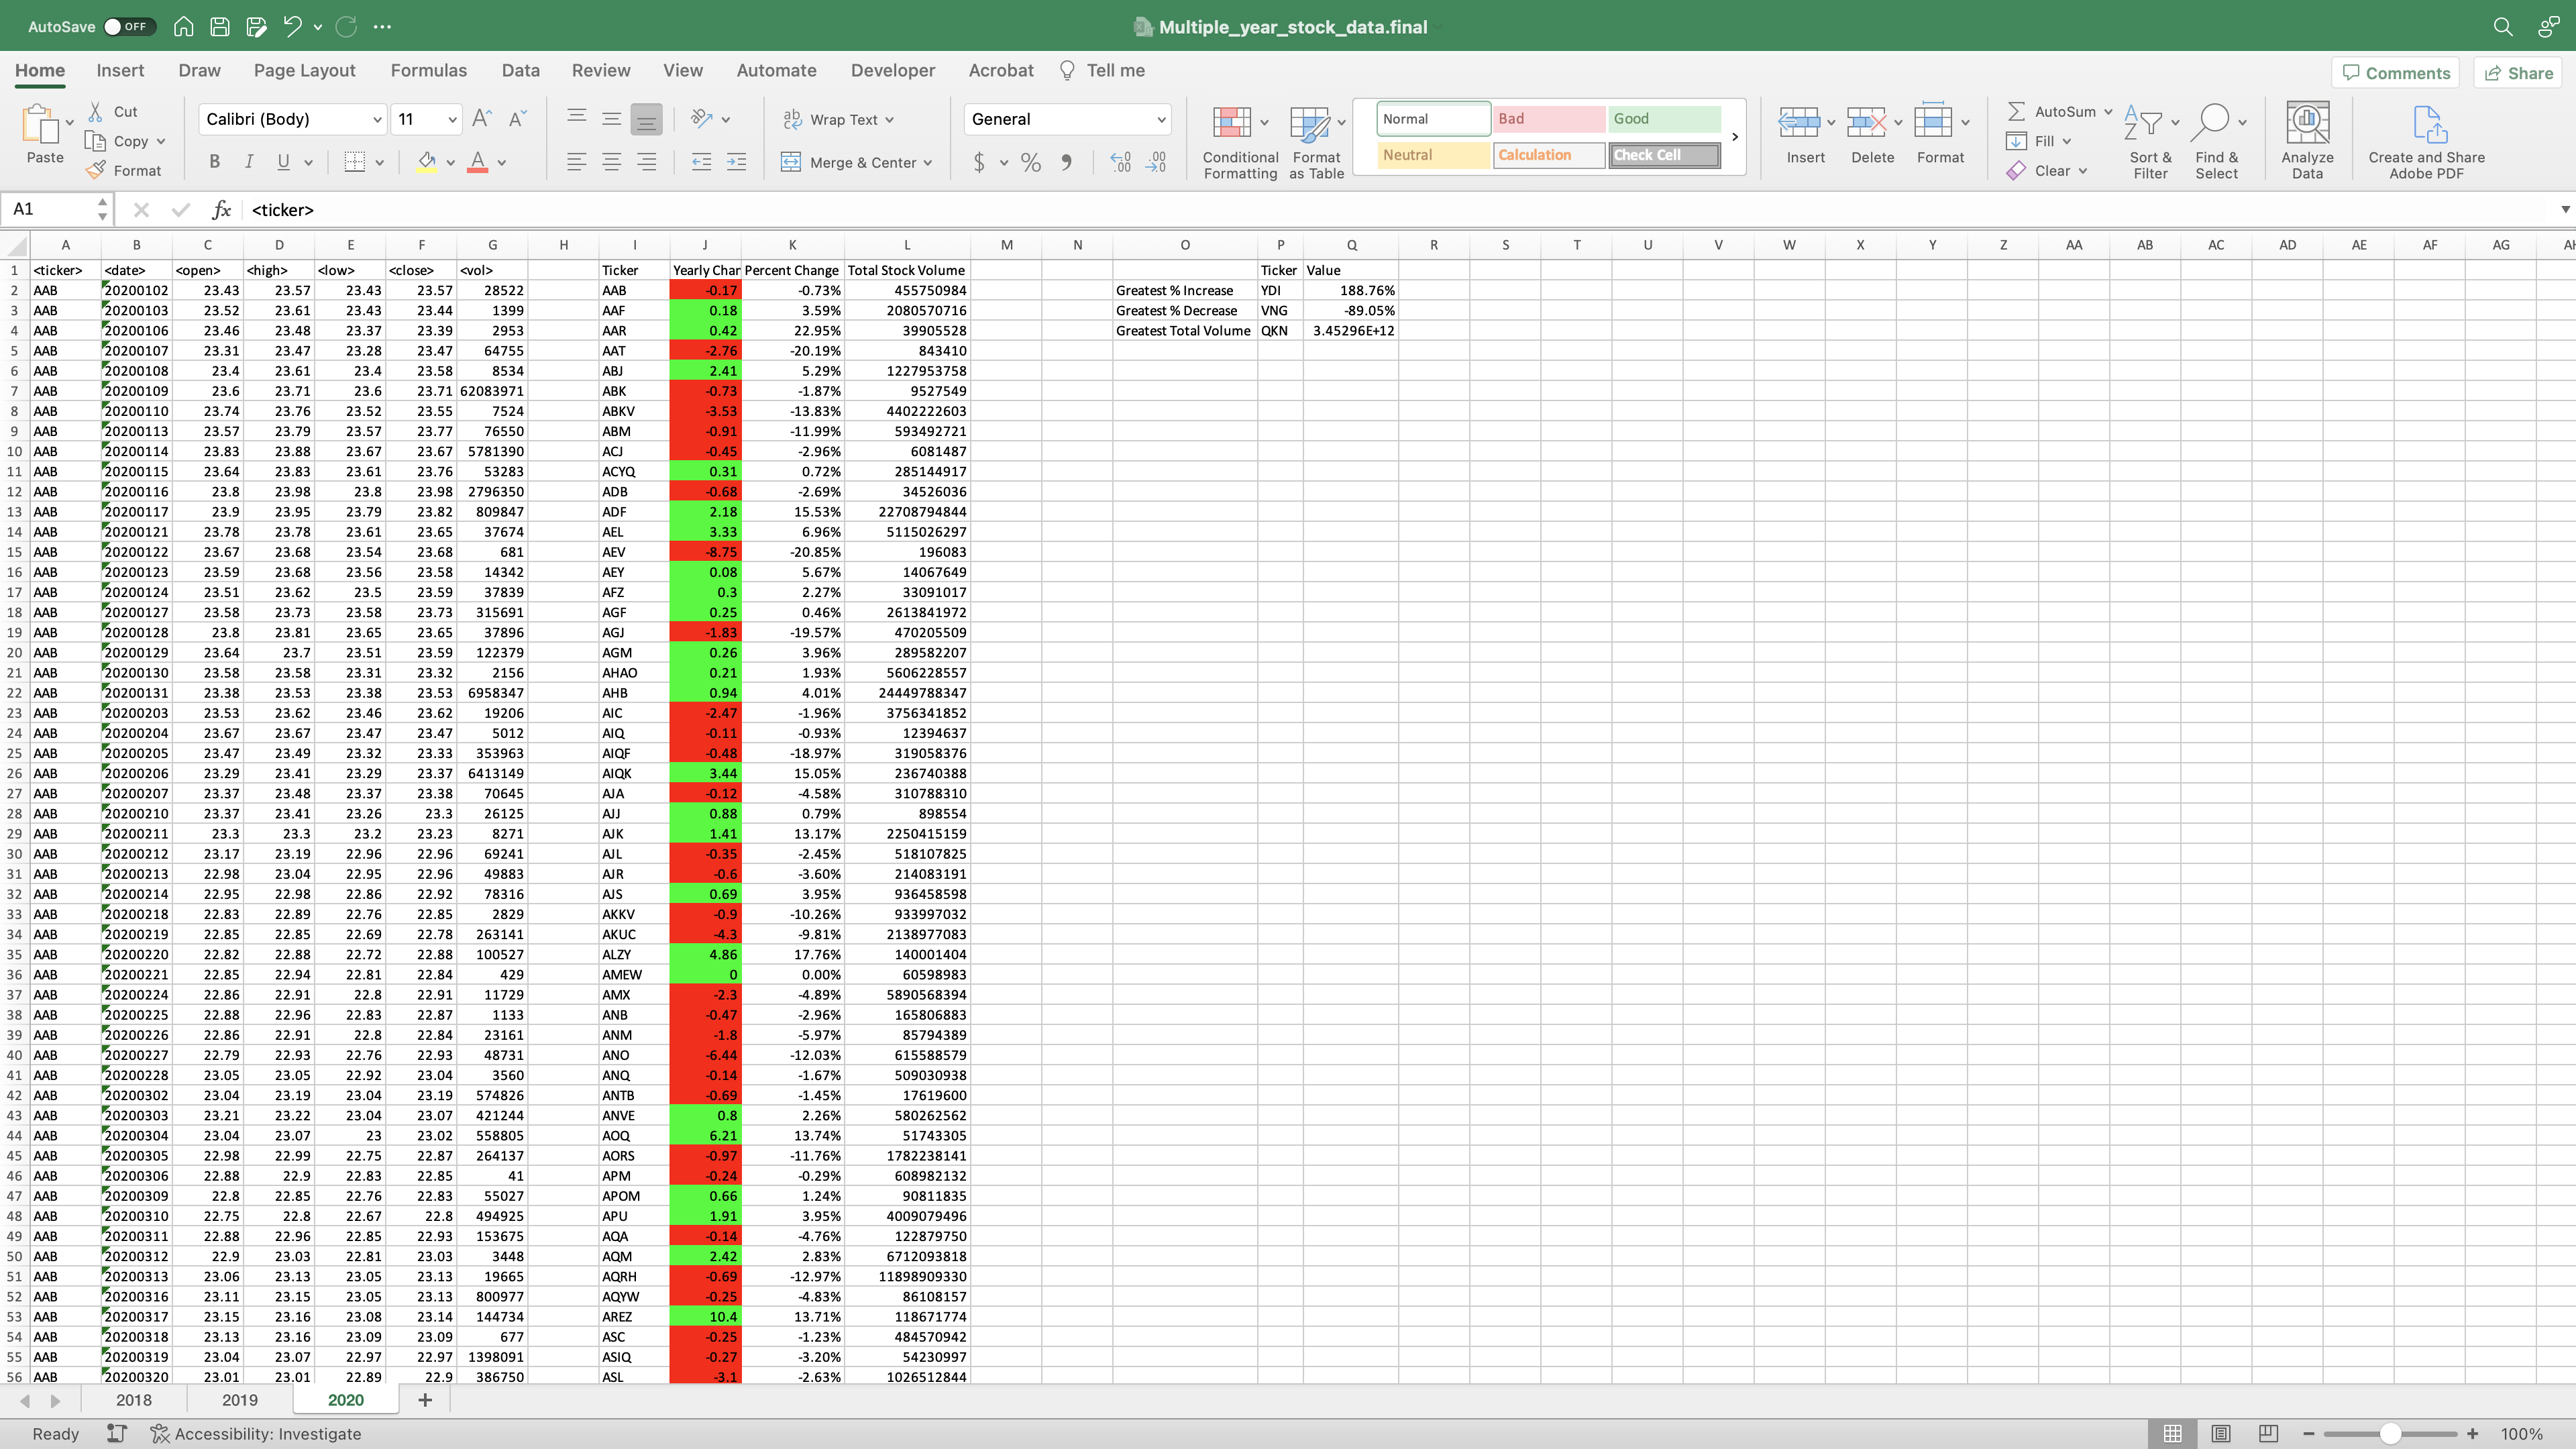 AutoSave OFF Multiple_year_stock_data.final
Home Insert Draw Page Layout Formulas Data Review View Automate Developer Acrobat Tell me Comments Share
Paste Cut Copy Format
Calibri (Body) 11
B I U A
Wrap Text
Merge & Center
General
$ %
Conditional Formatting
Format as Table
Normal Bad Good
Neutral Calculation Check Cell
Insert Delete Format
AutoSum
Fill
Clear
Sort & Filter
Find & Select
Analyze Data
Create and Share Adobe PDF
A1 fx <ticker>
A B C D E F G H I J K L M N O P Q R S T U V W X Y Z AA AB AC AD AE AF AG
1 <ticker> <date> <open> <high> <low> <close> <vol> Ticker Yearly Char Percent Change Total Stock Volume Ticker Value
2 AAB 20200102 23.43 23.57 23.43 23.57 28522 AAB -0.17 -0.73% 455750984 Greatest % Increase YDI 188.76%
3 AAB 20200103 23.52 23.61 23.43 23.44 1399 AAF 0.18 3.59% 2080570716 Greatest % Decrease VNG -89.05%
4 AAB 20200106 23.46 23.48 23.37 23.39 2953 AAR 0.42 22.95% 39905528 Greatest Total Volume QKN 3.45296E+12
5 AAB 20200107 23.31 23.47 23.28 23.47 64755 AAT -2.76 -20.19% 843410
6 AAB 20200108 23.4 23.61 23.4 23.58 8534 ABJ 2.41 5.29% 1227953758
7 AAB 20200109 23.6 23.71 23.6 23.71 62083971 ABK -0.73 -1.87% 9527549
8 AAB 20200110 23.74 23.76 23.52 23.55 7524 ABKV -3.53 -13.83% 4402222603
9 AAB 20200113 23.57 23.79 23.57 23.77 76550 ABM -0.91 -11.99% 593492721
10 AAB 20200114 23.83 23.88 23.67 23.67 5781390 ACJ -0.45 -2.96% 6081487
11 AAB 20200115 23.64 23.83 23.61 23.76 53283 ACYQ 0.31 0.72% 285144917
12 AAB 20200116 23.8 23.98 23.8 23.98 2796350 ADB -0.68 -2.69% 34526036
13 AAB 20200117 23.9 23.95 23.79 23.82 809847 ADF 2.18 15.53% 22708794844
14 AAB 20200121 23.78 23.78 23.61 23.65 37674 AEL 3.33 6.96% 5115026297
15 AAB 20200122 23.67 23.68 23.54 23.68 681 AEV -8.75 -20.85% 196083
16 AAB 20200123 23.59 23.68 23.56 23.58 14342 AEY 0.08 5.67% 14067649
17 AAB 20200124 23.51 23.62 23.5 23.59 37839 AFZ 0.3 2.27% 33091017
18 AAB 20200127 23.58 23.73 23.58 23.73 315691 AGF 0.25 0.46% 2613841972
19 AAB 20200128 23.8 23.81 23.65 23.65 37896 AGJ -1.83 -19.57% 470205509
20 AAB 20200129 23.64 23.7 23.51 23.59 122379 AGM 0.26 3.96% 289582207
21 AAB 20200130 23.58 23.58 23.31 23.32 2156 AHAO 0.21 1.93% 5606228557
22 AAB 20200131 23.38 23.53 23.38 23.53 6958347 AHB 0.94 4.01% 24449788347
23 AAB 20200203 23.53 23.62 23.46 23.62 19206 AIC -2.47 -1.96% 3756341852
24 AAB 20200204 23.67 23.67 23.47 23.47 5012 AIQ -0.11 -0.93% 12394637
25 AAB 20200205 23.47 23.49 23.32 23.33 353963 AIQF -0.48 -18.97% 319058376
26 AAB 20200206 23.29 23.41 23.29 23.37 6413149 AIQK 3.44 15.05% 236740388
27 AAB 20200207 23.37 23.48 23.37 23.38 70645 AJA -0.12 -4.58% 310788310
28 AAB 20200210 23.37 23.41 23.26 23.3 26125 AJJ 0.88 0.79% 898554
29 AAB 20200211 23.3 23.3 23.2 23.23 8271 AJK 1.41 13.17% 2250415159
30 AAB 20200212 23.17 23.19 22.96 22.96 69241 AJL -0.35 -2.45% 518107825
31 AAB 20200213 22.98 23.04 22.95 22.96 49883 AJR -0.6 -3.60% 214083191
32 AAB 20200214 22.95 22.98 22.86 22.92 78316 AJS 0.69 3.95% 936458598
33 AAB 20200218 22.83 22.89 22.76 22.85 2829 AKKV -0.9 -10.26% 933997032
34 AAB 20200219 22.85 22.85 22.69 22.78 263141 AKUC -4.3 -9.81% 2138977083
35 AAB 20200220 22.82 22.88 22.72 22.88 100527 ALZY 4.86 17.76% 140001404
36 AAB 20200221 22.85 22.94 22.81 22.84 429 AMEW 0 0.00% 60598983
37 AAB 20200224 22.86 22.91 22.8 22.91 11729 AMX -2.3 -4.89% 5890568394
38 AAB 20200225 22.88 22.96 22.83 22.87 1133 ANB -0.47 -2.96% 165806883
39 AAB 20200226 22.86 22.91 22.8 22.84 23161 ANM -1.8 -5.97% 85794389
40 AAB 20200227 22.79 22.93 22.76 22.93 48731 ANO -6.44 -12.03% 615588579
41 AAB 20200228 23.05 23.05 22.92 23.04 3560 ANQ -0.14 -1.67% 509030938
42 AAB 20200302 23.04 23.19 23.04 23.19 574826 ANTB -0.69 -1.45% 17619600
43 AAB 20200303 23.21 23.22 23.04 23.07 421244 ANVE 0.8 2.26% 580262562
44 AAB 20200304 23.04 23.07 23 23.02 558805 AOQ 6.21 13.74% 51743305
45 AAB 20200305 22.98 22.99 22.75 22.87 264137 AORS -0.97 -11.76% 1782238141
46 AAB 20200306 22.88 22.9 22.83 22.85 41 APM -0.24 -0.29% 608982132
47 AAB 20200309 22.8 22.85 22.76 22.83 55027 APOM 0.66 1.24% 90811835
48 AAB 20200310 22.75 22.8 22.67 22.8 494925 APU 1.91 3.95% 4009079496
49 AAB 20200311 22.88 22.96 22.85 22.93 153675 AQA -0.14 -4.76% 122879750
50 AAB 20200312 22.9 23.03 22.81 23.03 3448 AQM 2.42 2.83% 6712093818
51 AAB 20200313 23.06 23.13 23.05 23.13 19665 AQRH -0.69 -12.97% 11898909330
52 AAB 20200316 23.11 23.15 23.05 23.13 800977 AQYW -0.25 -4.83% 86108157
53 AAB 20200317 23.15 23.16 23.08 23.14 144734 AREZ 10.4 13.71% 118671774
54 AAB 20200318 23.13 23.16 23.09 23.09 677 ASC -0.25 -1.23% 484570942
55 AAB 20200319 23.04 23.07 22.97 22.97 1398091 ASIQ -0.27 -3.20% 54230997
56 AAB 20200320 23.01 23.01 22.89 22.9 386750 ASL -3.1 -2.63% 1026512844
2018 2019 2020
Ready Accessibility: Investigate 100%